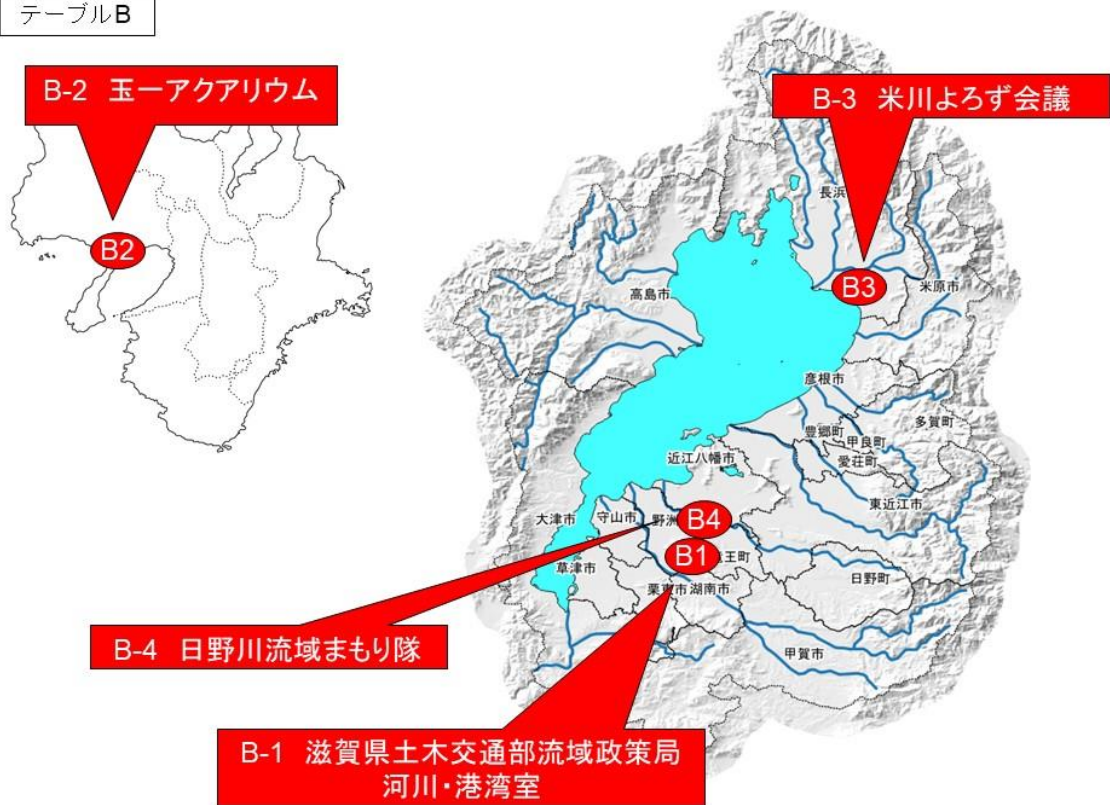 テーブルB
B-2 玉一アクアリウム
B-3 米川よろず会議
B2
長浜
B3
米原市
高島市
彦根市
多賀町
豊郷町
甲良町
愛荘町
近江八幡市
東近江市
大津市
守山市
野洲
B4
B1
王町
草津市
日野町
栗東市
湖南市
甲賀市
B-4 日野川流域まもり隊
B-1 滋賀県土木交通部流域政策局
河川・港湾室